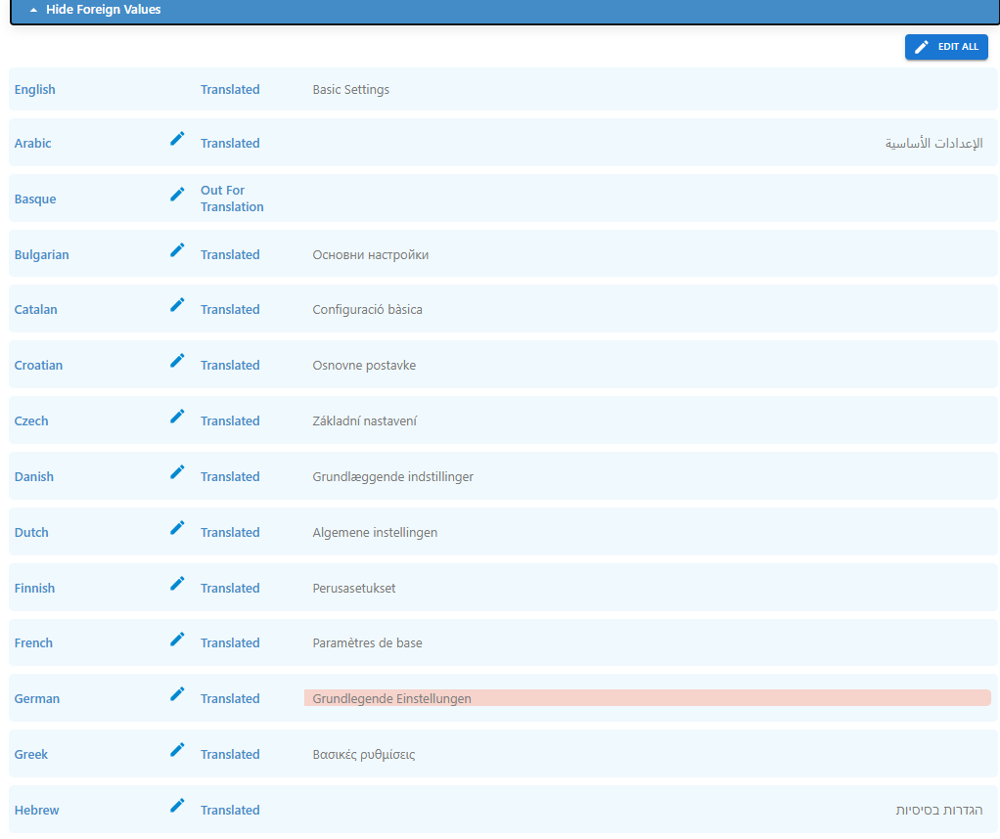 Hide Foreign Values
EDIT ALL
English Translated Basic Settings
Arabic Translated الإعدادات الأساسية
Basque Out For
Translation
Bulgarian Translated Основни настройки
Catalan Translated Configuració bàsica
Croatian Translated Osnovne postavke
Czech Translated Základní nastavení
Danish Translated Grundlæggende indstillinger
Dutch Translated Algemene instellingen
Finnish Translated Perusasetukset
French Translated Paramètres de base
German Translated Grundlegende Einstellungen
Greek Translated Βασικές ρυθμίσεις
Hebrew Translated הגדרות בסיסיות